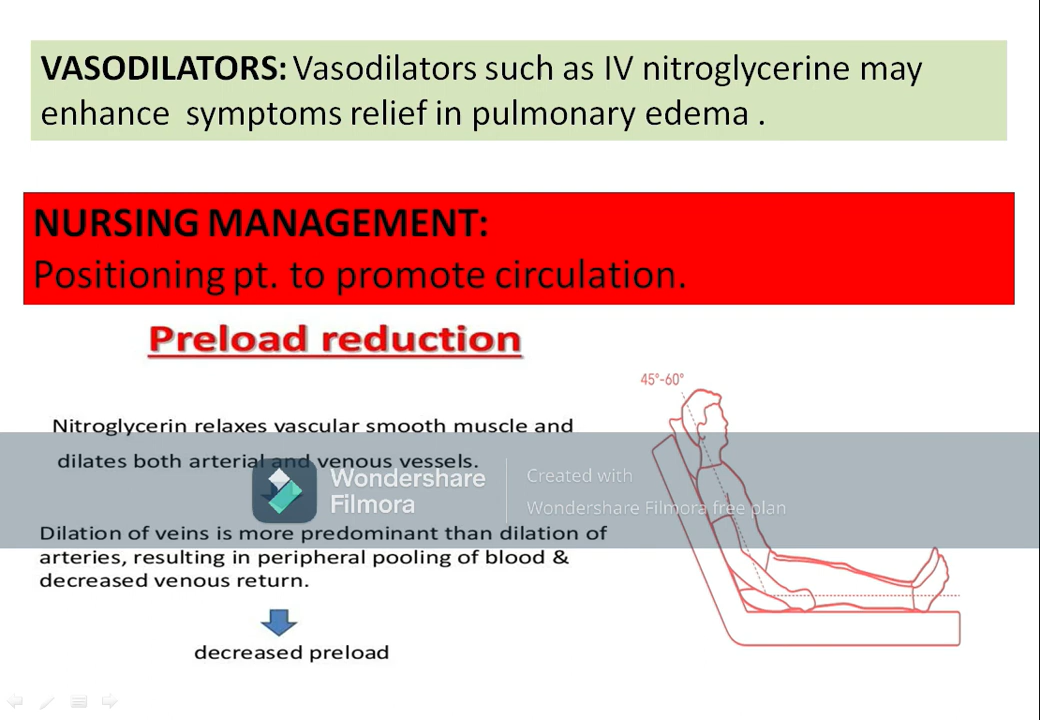 VASODILATORS: Vasodilators such as IV nitroglycerine may
enhance symptoms relief in pulmonary edema .
NURSING MANAGEMENT:
Positioning pt. to promote circulation.
Preload reduction
45°-60°
Nitroglycerin relaxes vascular smooth muscle and
dilates both arterial and venous vessels.
Wondershare
Filmora
Created with
Wondershare Filmora free plan
Dilation of veins is more predominant than dilation of
arteries, resulting in peripheral pooling of blood &
decreased venous return.
decreased preload